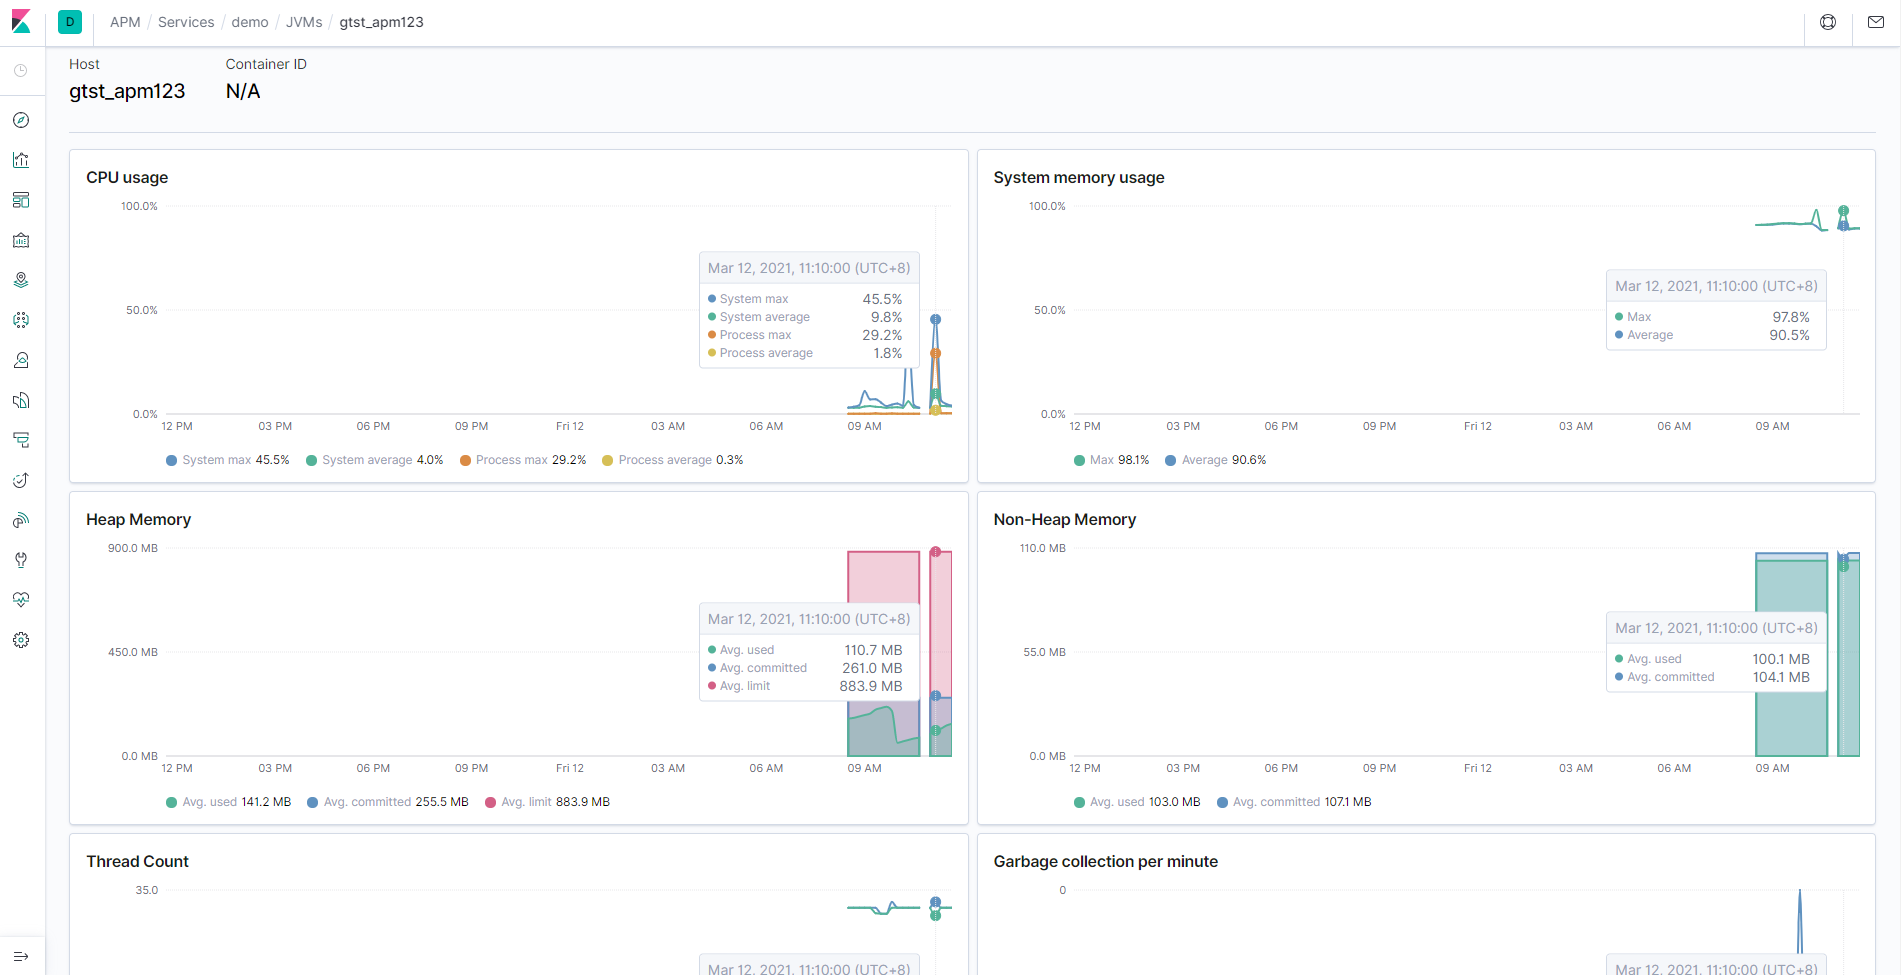 D APM / Services / demo / JVMs / gtst_apm123
Host Container ID
gtst_apm123 N/A
CPU usage
100.0%
50.0%
0.0%
Mar 12, 2021, 11:10:00 (UTC+8)
System max 45.5%
System average 9.8%
Process max 29.2%
Process average 1.8%
12 PM 03 PM 06 PM 09 PM Fri 12 03 AM 06 AM 09 AM
System max 45.5% System average 4.0% Process max 29.2% Process average 0.3%
System memory usage
100.0%
50.0%
0.0%
Mar 12, 2021, 11:10:00 (UTC+8)
Max 97.8%
Average 90.5%
12 PM 03 PM 06 PM 09 PM Fri 12 03 AM 06 AM 09 AM
Max 98.1% Average 90.6%
Heap Memory
900.0 MB
450.0 MB
0.0 MB
Mar 12, 2021, 11:10:00 (UTC+8)
Avg. used 110.7 MB
Avg. committed 261.0 MB
Avg. limit 883.9 MB
12 PM 03 PM 06 PM 09 PM Fri 12 03 AM 06 AM 09 AM
Avg. used 141.2 MB Avg. committed 255.5 MB Avg. limit 883.9 MB
Non-Heap Memory
110.0 MB
55.0 MB
0.0 MB
Mar 12, 2021, 11:10:00 (UTC+8)
Avg. used 100.1 MB
Avg. committed 104.1 MB
12 PM 03 PM 06 PM 09 PM Fri 12 03 AM 06 AM 09 AM
Avg. used 103.0 MB Avg. committed 107.1 MB
Thread Count
35.0
Mar 12, 2021, 11:10:00 (UTC+8)
Garbage collection per minute
0
Mar 12, 2021, 11:10:00 (UTC+8)